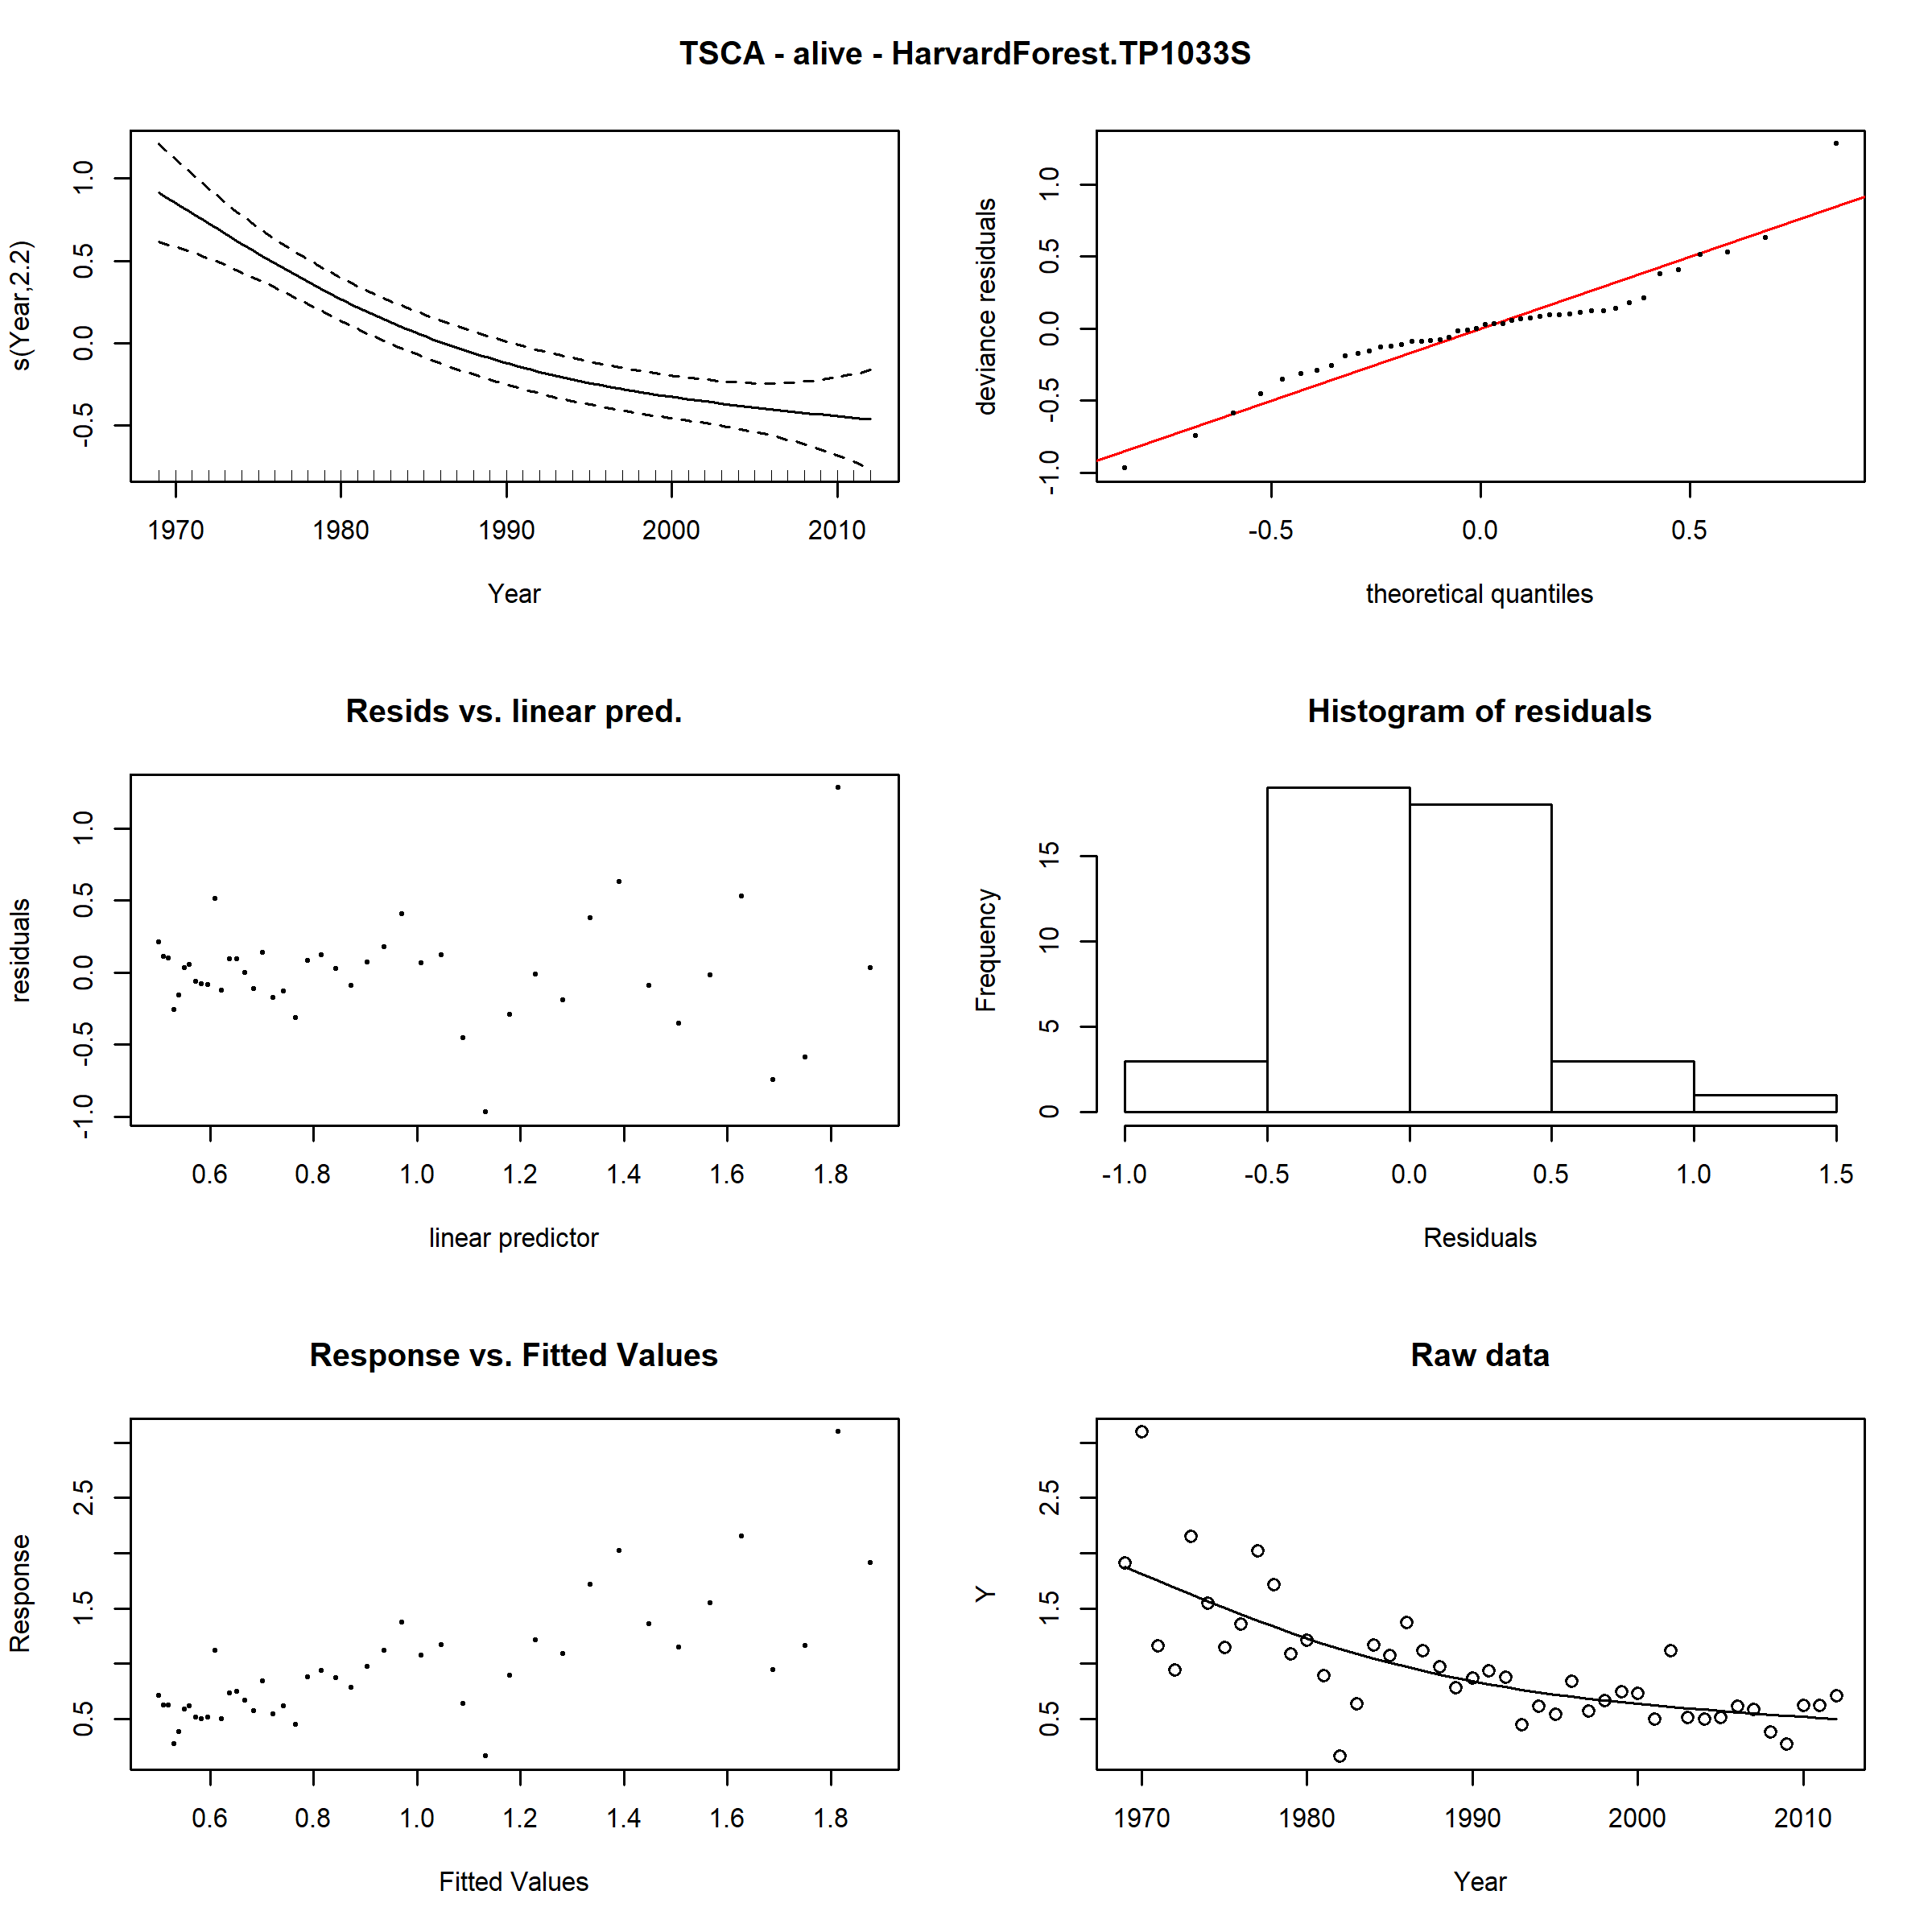 TSCA - alive - HarvardForest.TP1033S
s(Year,2.2)
1.0
0.5
0.0
-0.5
1970 1980 1990 2000 2010
Year
deviance residuals
1.0
0.5
0.0
-0.5
-1.0
-0.5 0.0 0.5
theoretical quantiles
Resids vs. linear pred.
residuals
1.0
0.5
0.0
-0.5
-1.0
0.6 0.8 1.0 1.2 1.4 1.6 1.8
linear predictor
Histogram of residuals
Frequency
15
10
5
0
-1.0 -0.5 0.0 0.5 1.0 1.5
Residuals
Response vs. Fitted Values
Response
2.5
1.5
0.5
0.6 0.8 1.0 1.2 1.4 1.6 1.8
Fitted Values
Raw data
Y
2.5
1.5
0.5
1970 1980 1990 2000 2010
Year